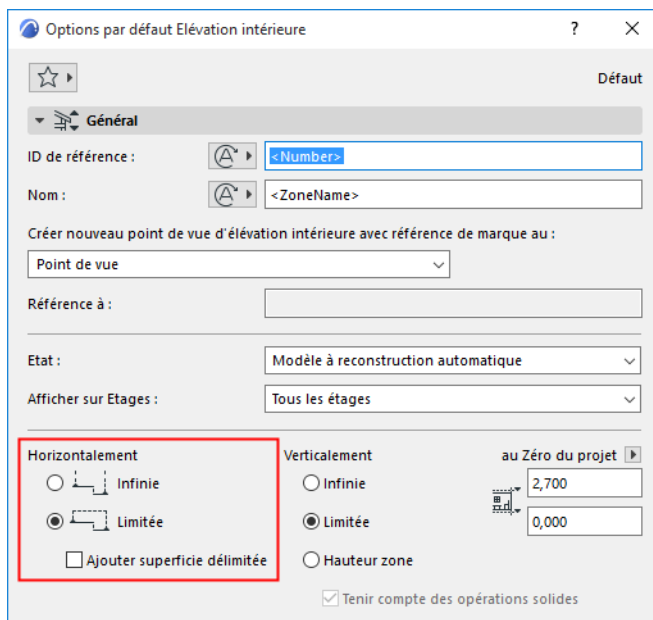 Options par défaut Elévation intérieure
Défaut
Général
ID de référence : <Number>
Nom : <ZoneName>
Créer nouveau point de vue d'élévation intérieure avec référence de marque au :
Point de vue
Référence à :
Etat : Modèle à reconstruction automatique
Afficher sur Etages : Tous les étages
Horizontalement Verticalement au Zéro du projet
Infinie Infinie 2,700
Limitée Limitée 0,000
Ajouter superficie délimitée Hauteur zone
Tenir compte des opérations solides